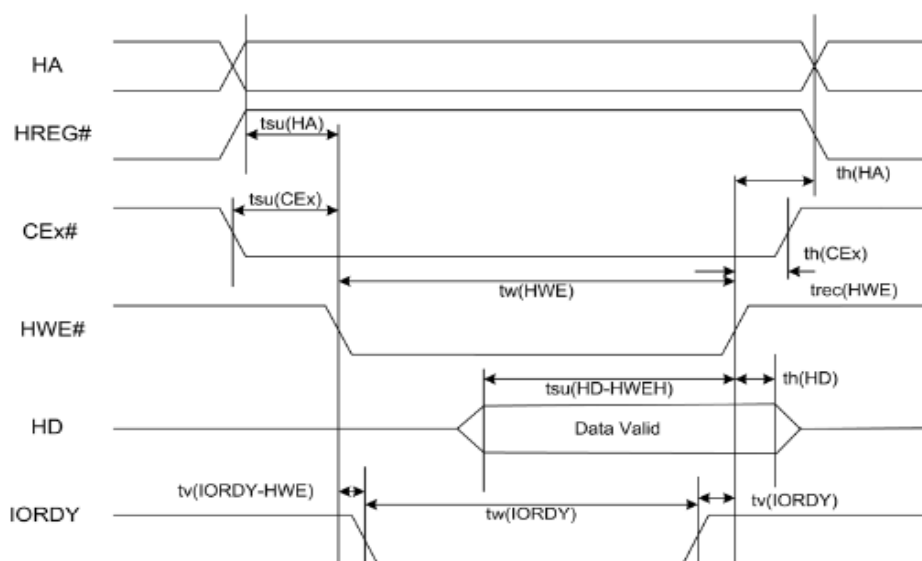 HA
tsu(HA)
HREG#
th(HA)
tsu(CEx)
CEx#
th(CEx)
tw(HWE)
trec(HWE)
HWE#
tsu(HD-HWEH)
th(HD)
HD
Data Valid
tv(IORDY-HWE)
tw(IORDY)
tv(IORDY)
IORDY